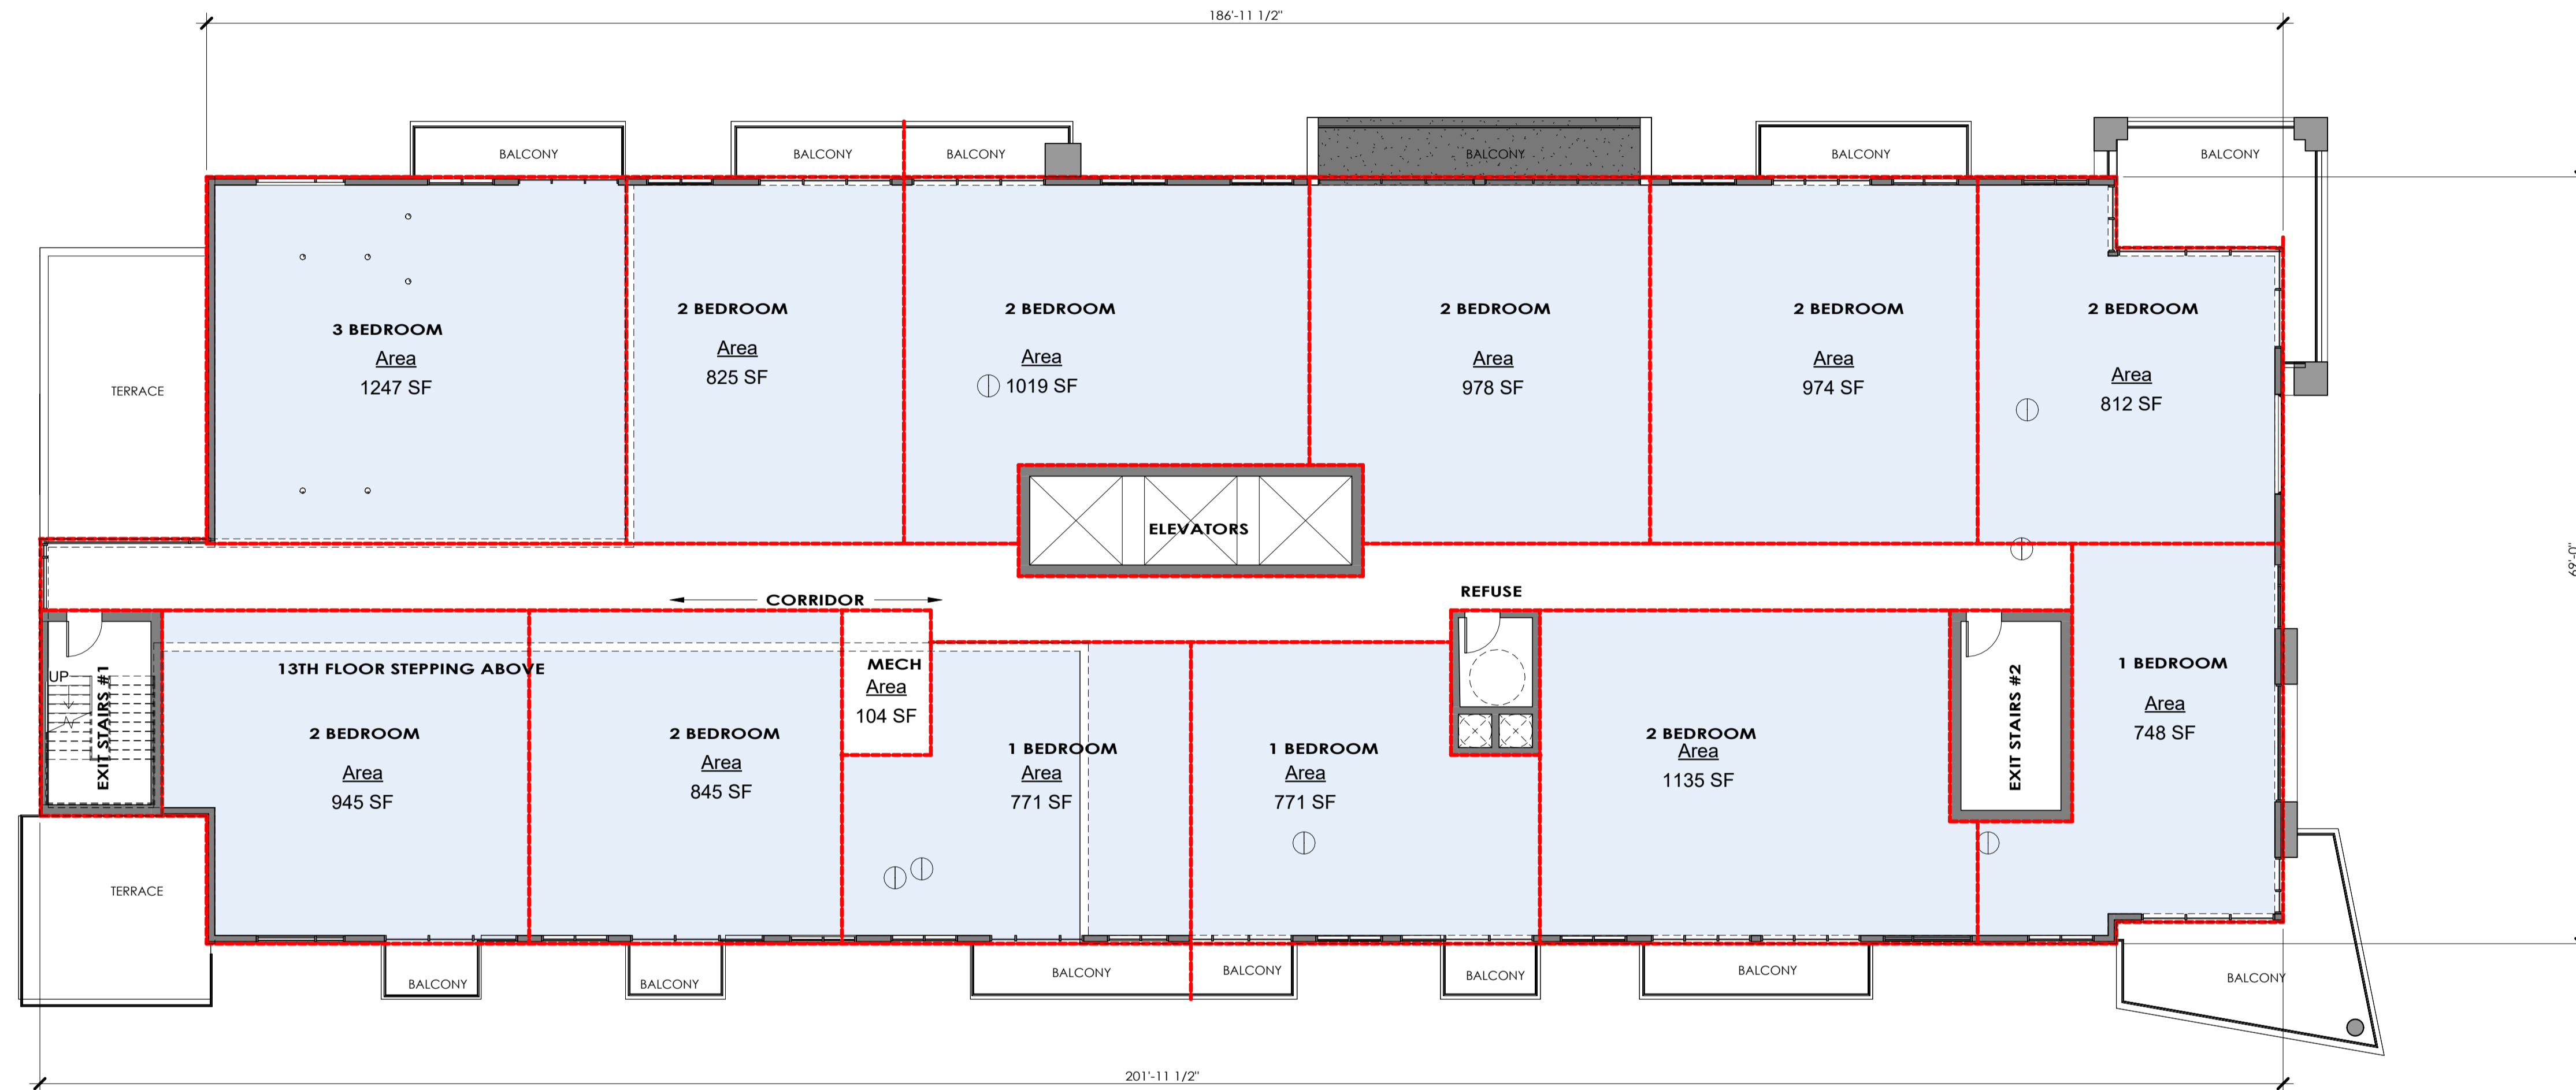 186'-11 1/2"
BALCONY
BALCONY
BALCONY
BALCONY
BALCONY
BALCONY
TERRACE
3 BEDROOM
Area
1247 SF
2 BEDROOM
Area
825 SF
2 BEDROOM
Area
1019 SF
2 BEDROOM
Area
978 SF
2 BEDROOM
Area
974 SF
2 BEDROOM
Area
812 SF
ELEVATORS
69'-0"
CORRIDOR
REFUSE
UP
EXIT STAIRS #1
13TH FLOOR STEPPING ABOVE
2 BEDROOM
Area
945 SF
2 BEDROOM
Area
845 SF
MECH
Area
104 SF
1 BEDROOM
Area
771 SF
1 BEDROOM
Area
771 SF
2 BEDROOM
Area
1135 SF
EXIT STAIRS #2
1 BEDROOM
Area
748 SF
TERRACE
BALCONY
BALCONY
BALCONY
BALCONY
BALCONY
BALCONY
BALCONY
201'-11 1/2"